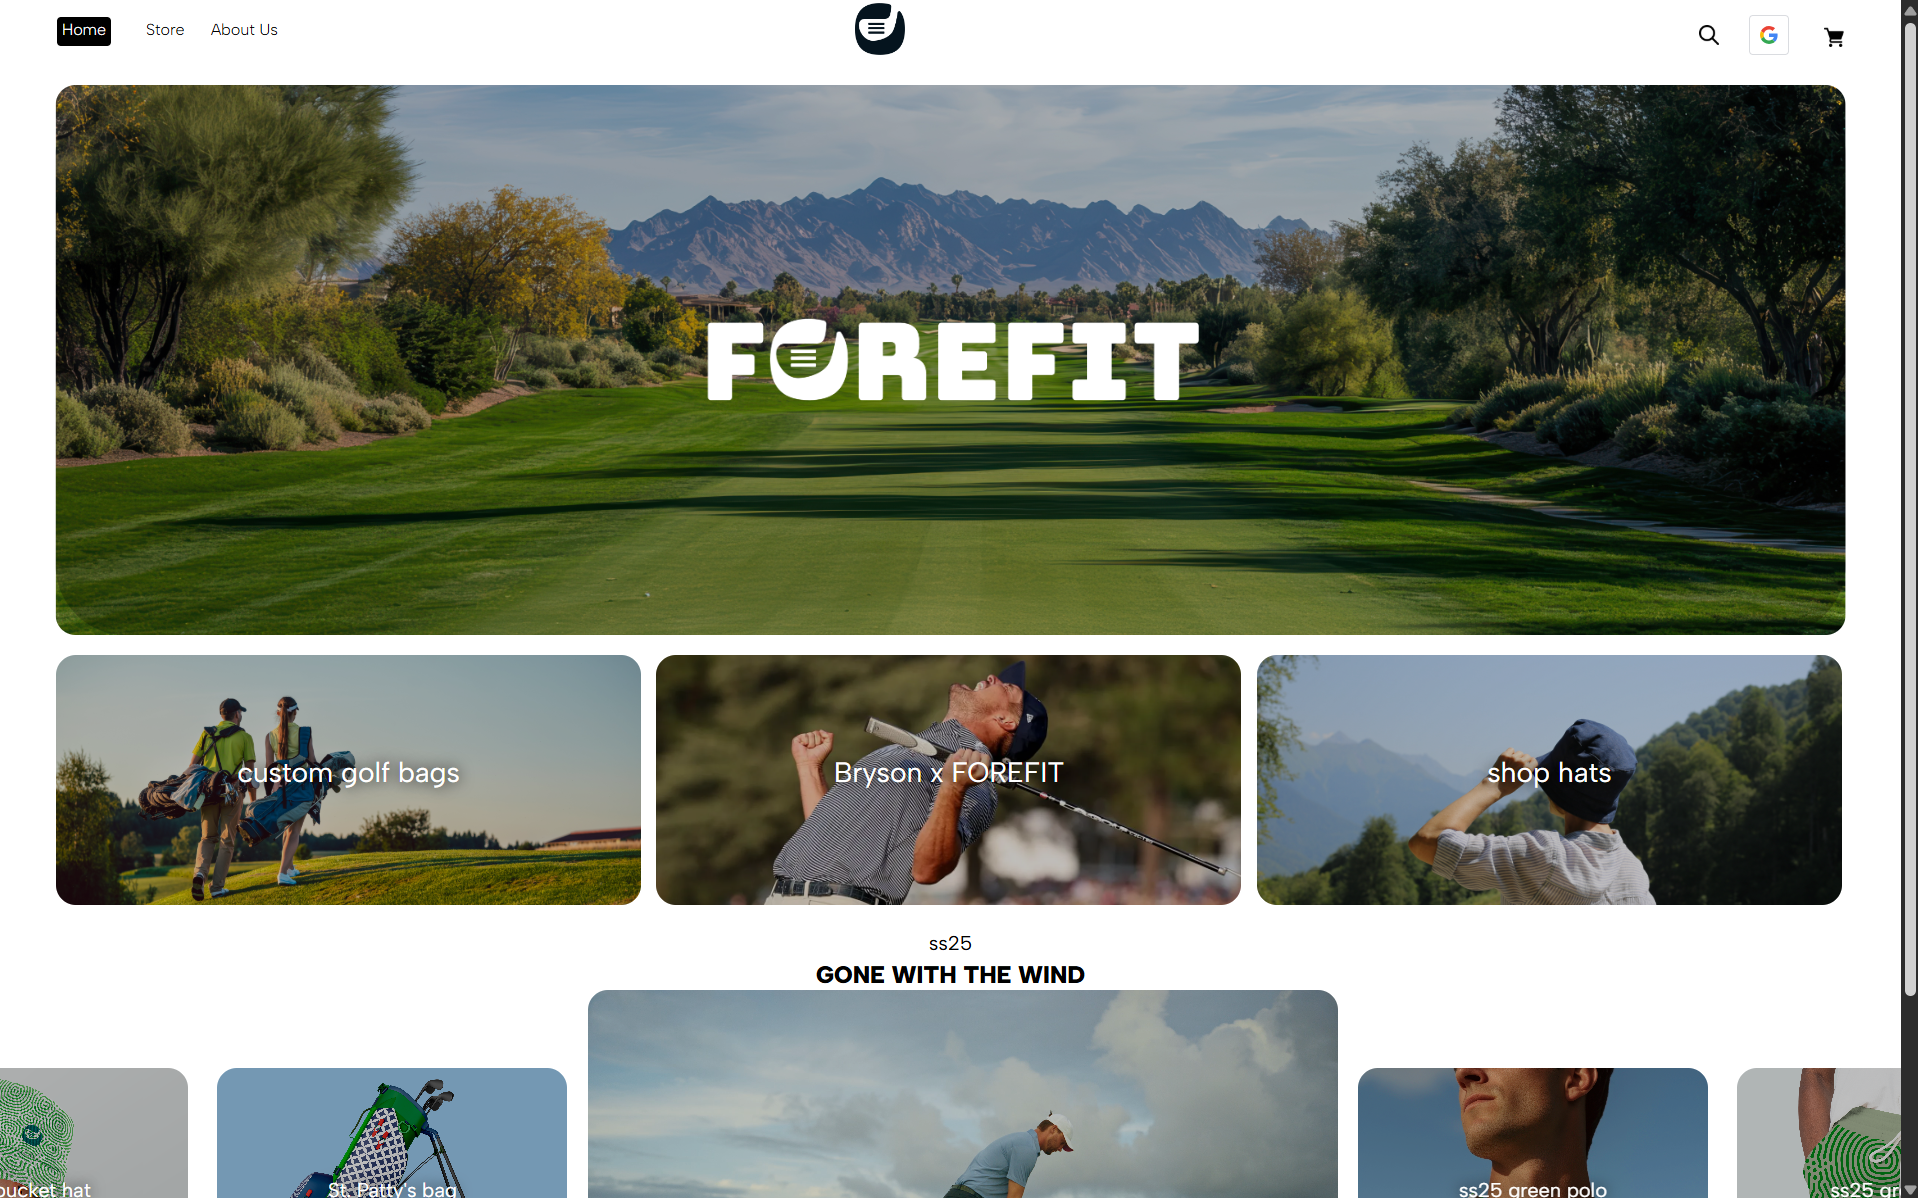 Home
Store
About Us
FOREFIT
custom golf bags
Bryson x FOREFIT
shop hats
ss25
GONE WITH THE WIND
bucket hat
St. Patty's bag
ss25 green polo
ss25 gr